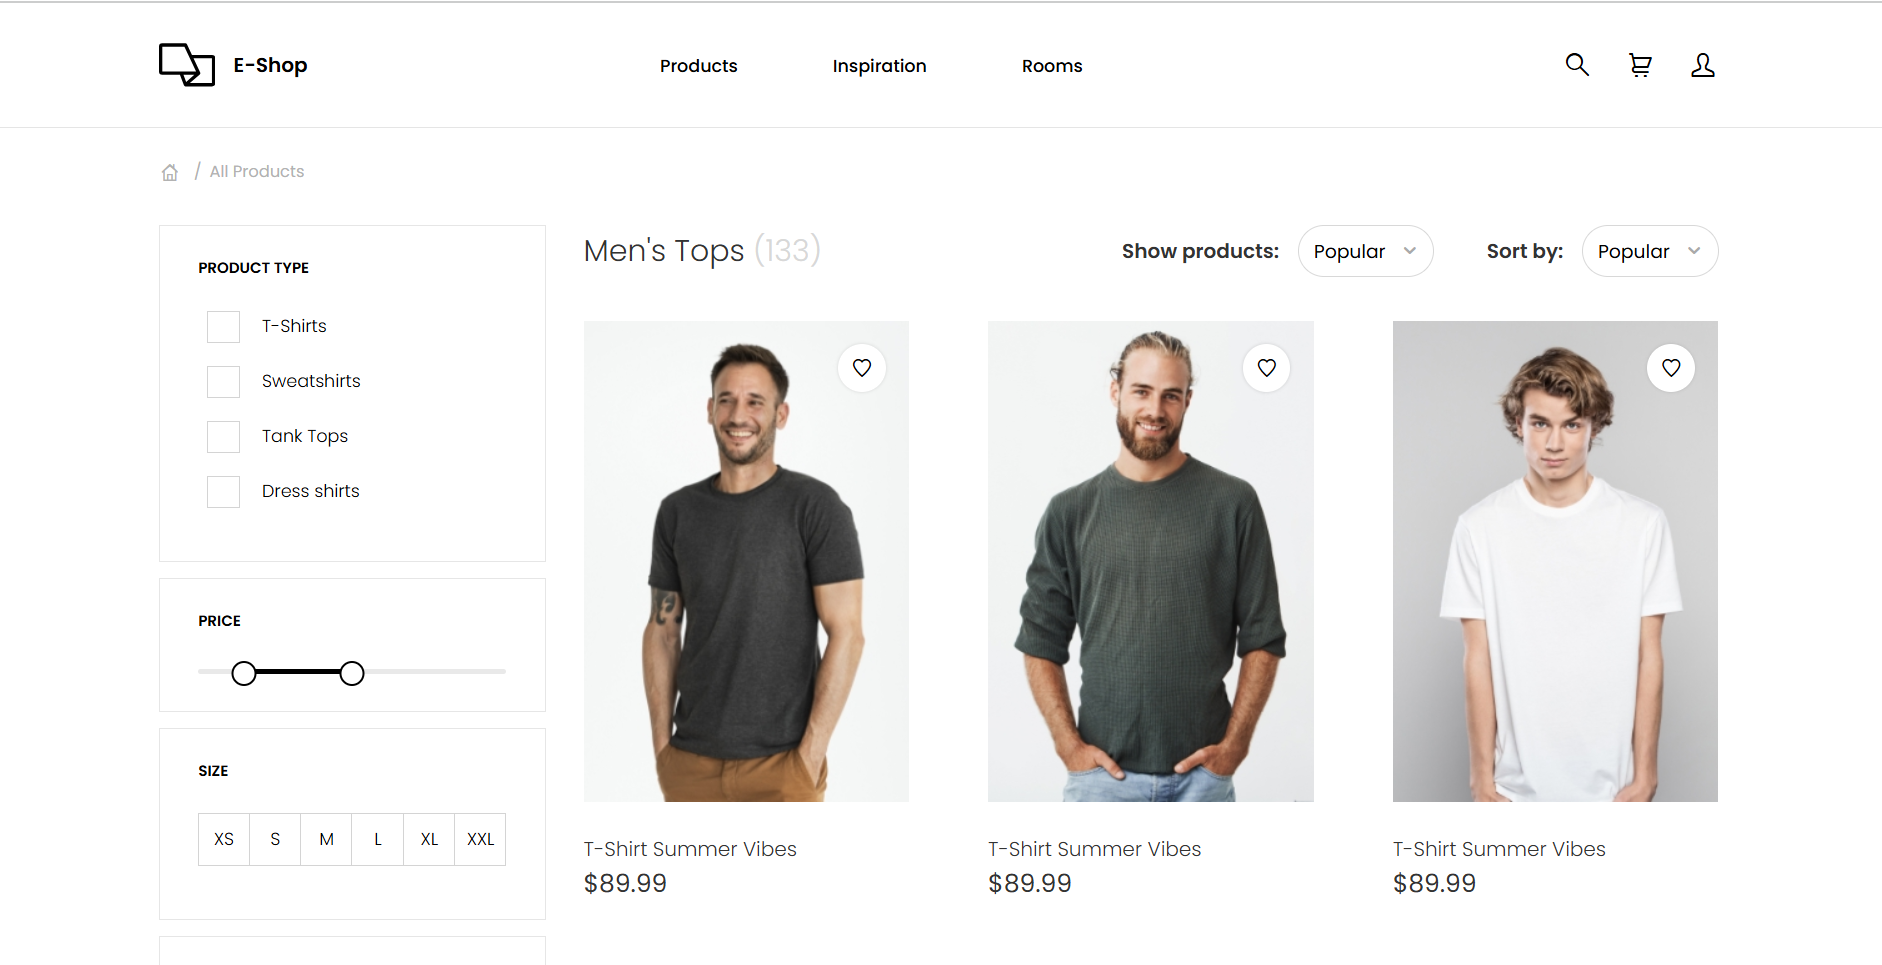 E-Shop
Products
Inspiration
Rooms
/ All Products
PRODUCT TYPE
T-Shirts
Sweatshirts
Tank Tops
Dress shirts
PRICE
SIZE
XS S M L XL XXL
Men's Tops (133)
Show products: Popular
Sort by: Popular
T-Shirt Summer Vibes
$89.99
T-Shirt Summer Vibes
$89.99
T-Shirt Summer Vibes
$89.99